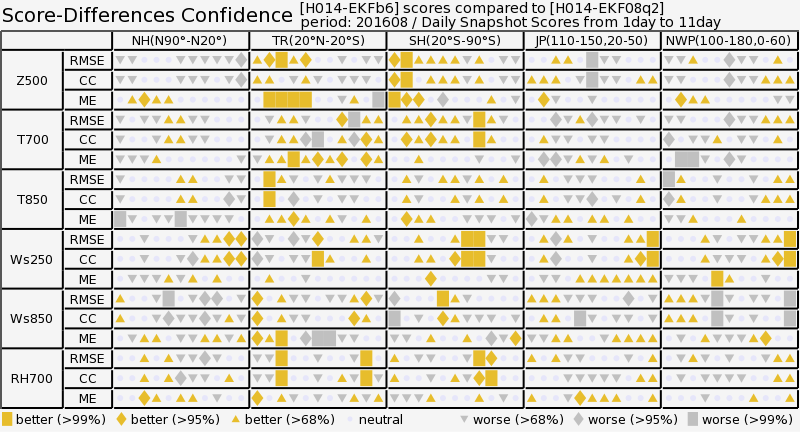 Score-Differences Confidence
[H014-EKFb6] scores compared to [H014-EKF08q2]
period: 201608 / Daily Snapshot Scores from 1day to 11day
NH(N90°-N20°) TR(20°N-20°S) SH(20°S-90°S) JP(110-150,20-50) NWP(100-180,0-60)
Z500
RMSE
CC
ME
T700
RMSE
CC
ME
T850
RMSE
CC
ME
Ws250
RMSE
CC
ME
Ws850
RMSE
CC
ME
RH700
RMSE
CC
ME
better (>99%) better (>95%) better (>68%) neutral worse (>68%) worse (>95%) worse (>99%)